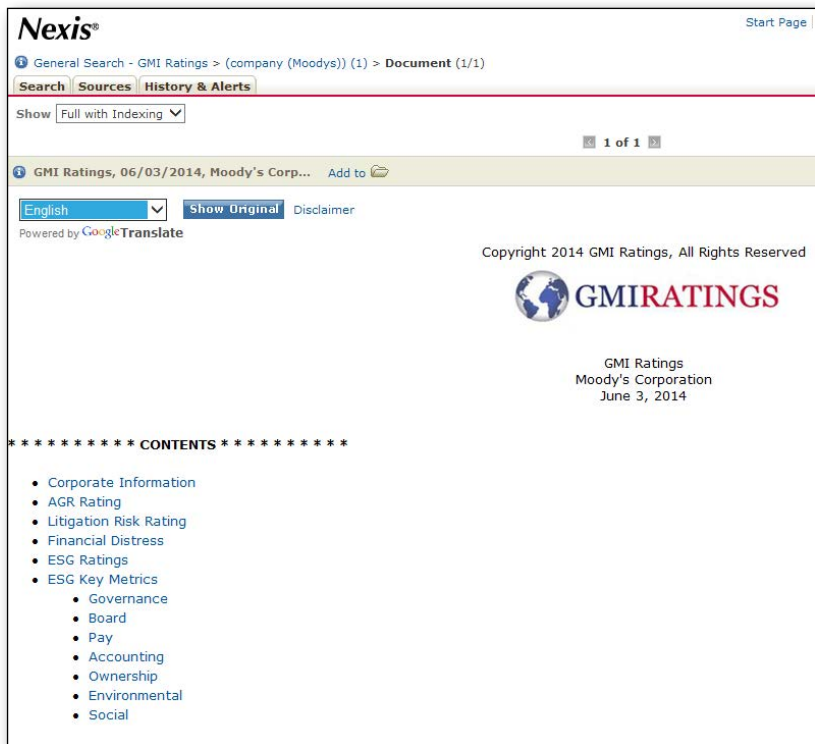 Nexis®
Start Page
General Search - GMI Ratings > (company (Moodys)) (1) > Document (1/1)
Search Sources History & Alerts
Show Full with Indexing
1 of 1
GMI Ratings, 06/03/2014, Moody's Corp... Add to
English Show Original Disclaimer
Powered by Google Translate
Copyright 2014 GMI Ratings, All Rights Reserved
GMIRATINGS
GMI Ratings
Moody's Corporation
June 3, 2014
* * * * * * * * * * CONTENTS * * * * * * * * * *
• Corporate Information
• AGR Rating
• Litigation Risk Rating
• Financial Distress
• ESG Ratings
• ESG Key Metrics
• Governance
• Board
• Pay
• Accounting
• Ownership
• Environmental
• Social